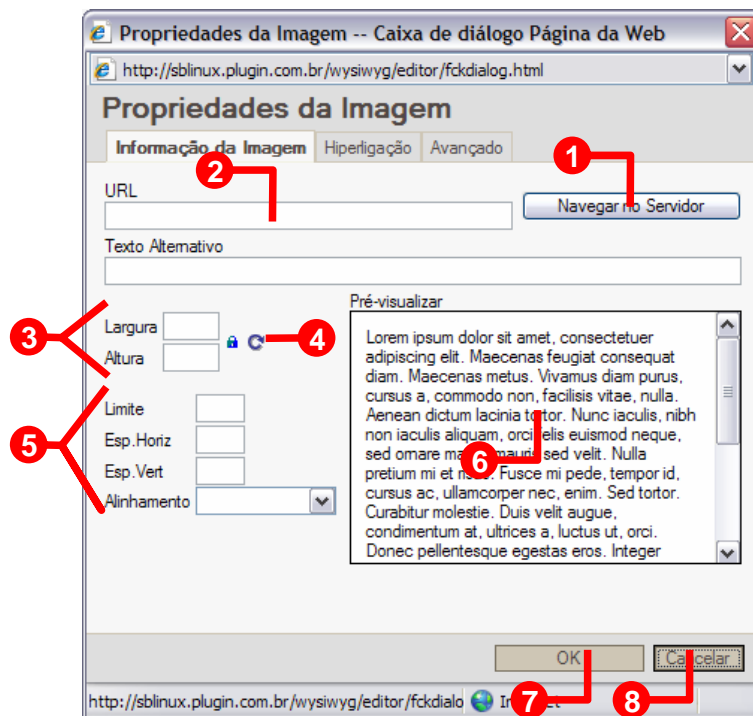 Propriedades da Imagem -- Caixa de diálogo Página da Web
http://sblinux.plugin.com.br/wysiwyg/editor/fckdialog.html
Propriedades da Imagem
Informação da Imagem Hiperligação Avançado
1
2
URL
Navegar no Servidor
Texto Alternativo
Pré-visualizar
3
Largura
4
Altura
Lorem ipsum dolor sit amet, consectetuer
adipiscing elit. Maecenas feugiat consequat
diam. Maecenas metus. Vivamus diam purus,
cursus a, commodo non, facilisis vitae, nulla.
Aenean dictum lacinia tortor. Nunc iaculis, nibh
non iaculis aliquam, orci felis euismod neque,
sed ornare mauris sed velit. Nulla
pretium mi et Fusce mi pede, tempor id,
cursus ac, ullamcorper nec, enim. Sed tortor.
Curabitur molestie. Duis velit augue,
condimentum at, ultrices a, luctus ut, orci.
Donec pellentesque egestas eros. Integer
Limite
5
Esp.Horiz
6
Esp.Vert
Alinhamento
OK Cancelar
http://sblinux.plugin.com.br/wysiwyg/editor/fckdialo
7
8